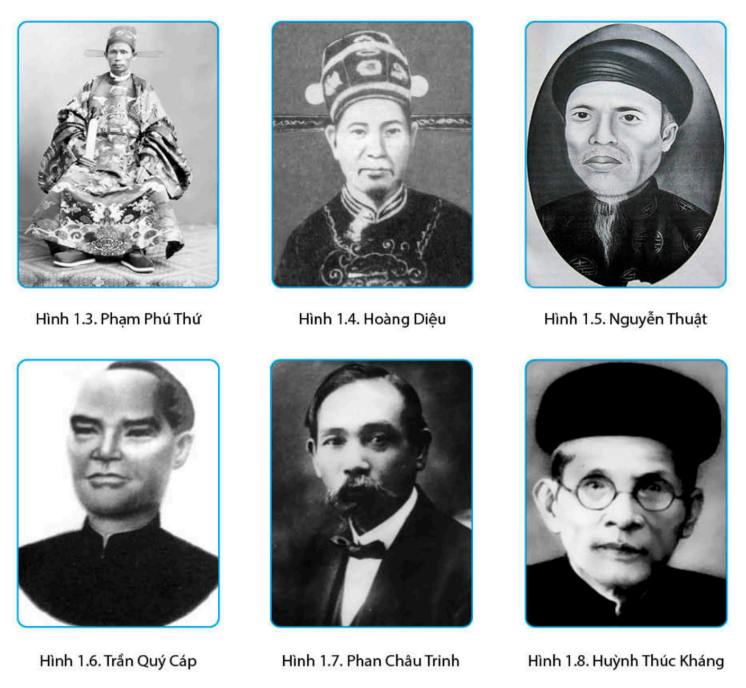 Hình 1.3. Phạm Phú Thứ
Hình 1.4. Hoàng Diệu
Hình 1.5. Nguyễn Thuật
Hình 1.6. Trần Quý Cáp
Hình 1.7. Phan Châu Trinh
Hình 1.8. Huỳnh Thúc Kháng